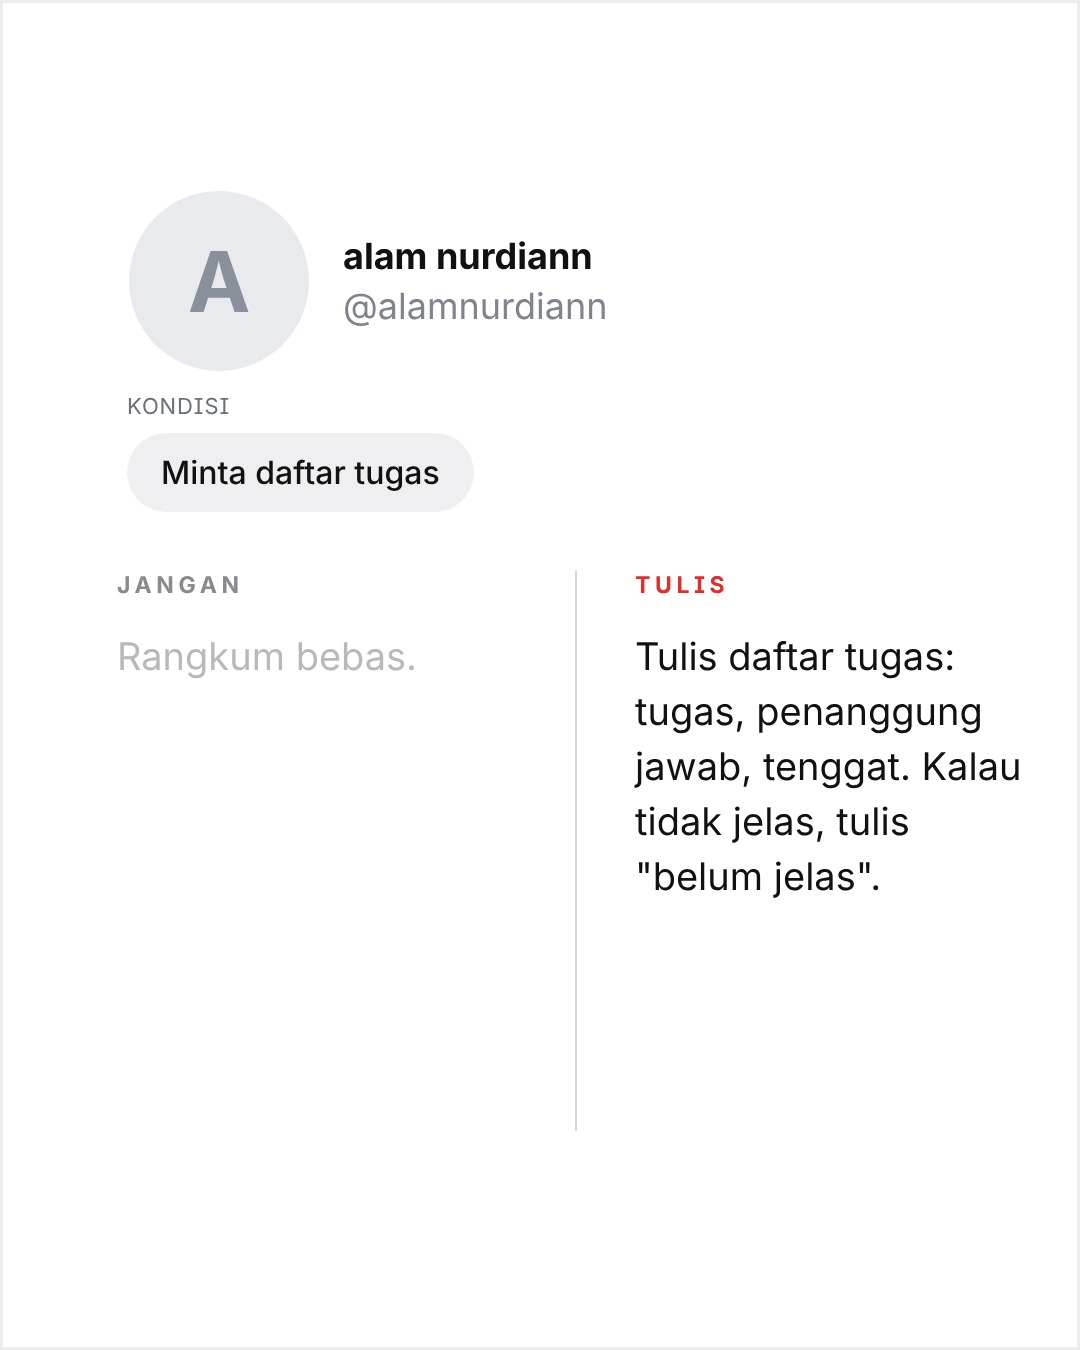 A
alam nurdiann
@alamnurdiann
KONDISI
Minta daftar tugas
JANGAN
Rangkum bebas.
TULIS
Tulis daftar tugas:
tugas, penanggung
jawab, tenggat. Kalau
tidak jelas, tulis
"belum jelas".